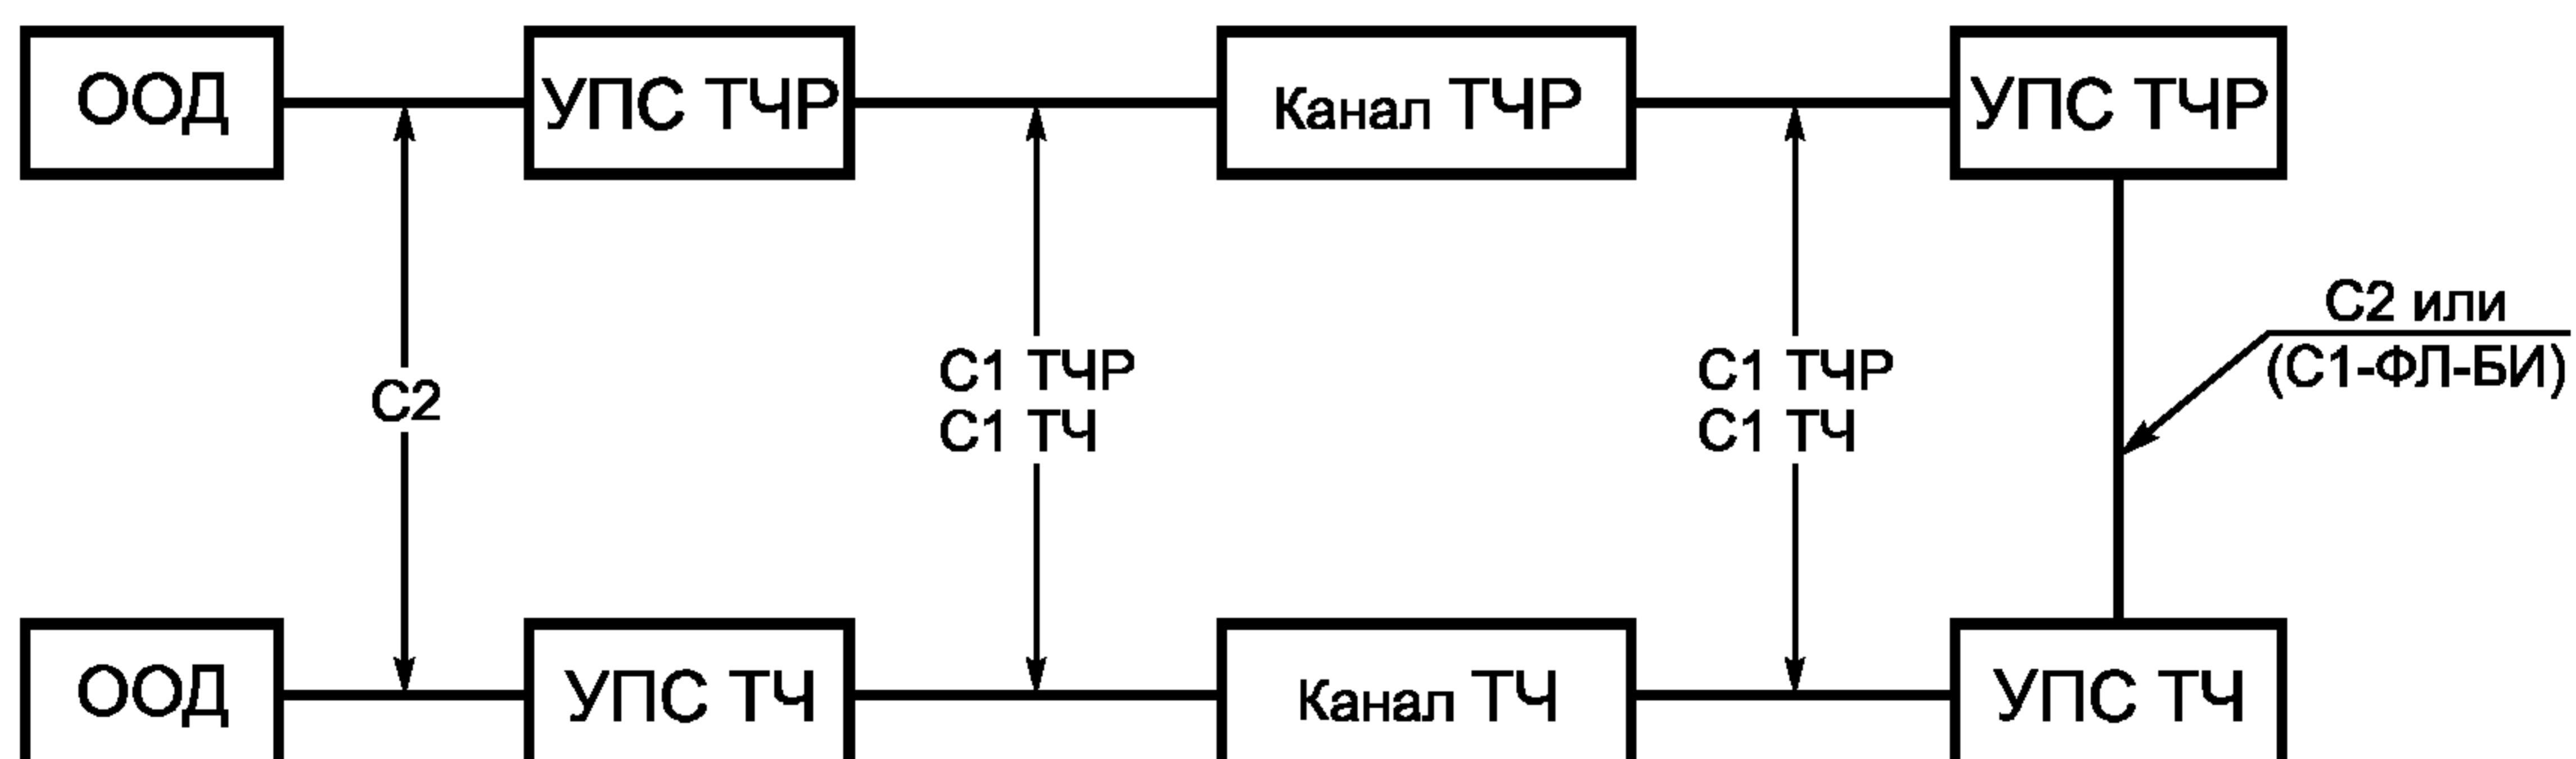 ООД
УПС ТЧР
Канал ТЧР
УПС ТЧР
С2
С1 ТЧР
С1 ТЧ
С1 ТЧР
С1 ТЧ
С2 или
(С1-ФЛ-БИ)
ООД
УПС ТЧ
Канал ТЧ
УПС ТЧ